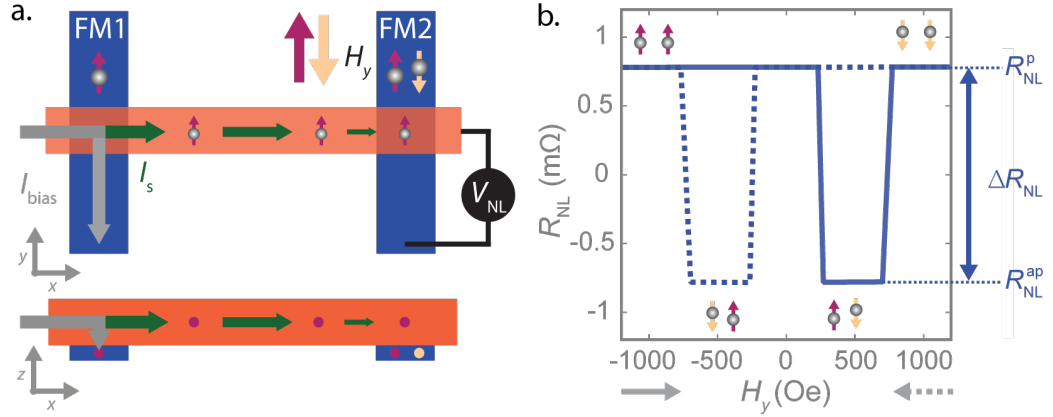 a.
FM1
FM2
H_y
I_bias
I_s
V_NL
y
x
z
x
b.
1
0.5
0
-0.5
-1
R_NL (mΩ)
-1000
-500
0
500
1000
H_y (Oe)
R_NL^p
ΔR_NL
R_NL^ap